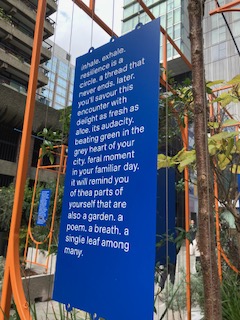 inhale. exhale.
resilience is a
circle. a thread that
never ends. later.
you'll savour this
encounter with
delight as fresh as
aloe. its audacity.
beating green in the
grey heart of your
city. feral moment
in your familiar day.
it will remind you
of thea parts of
yourself that are
also a garden. a
poem. a breath. a
single leaf among
many.